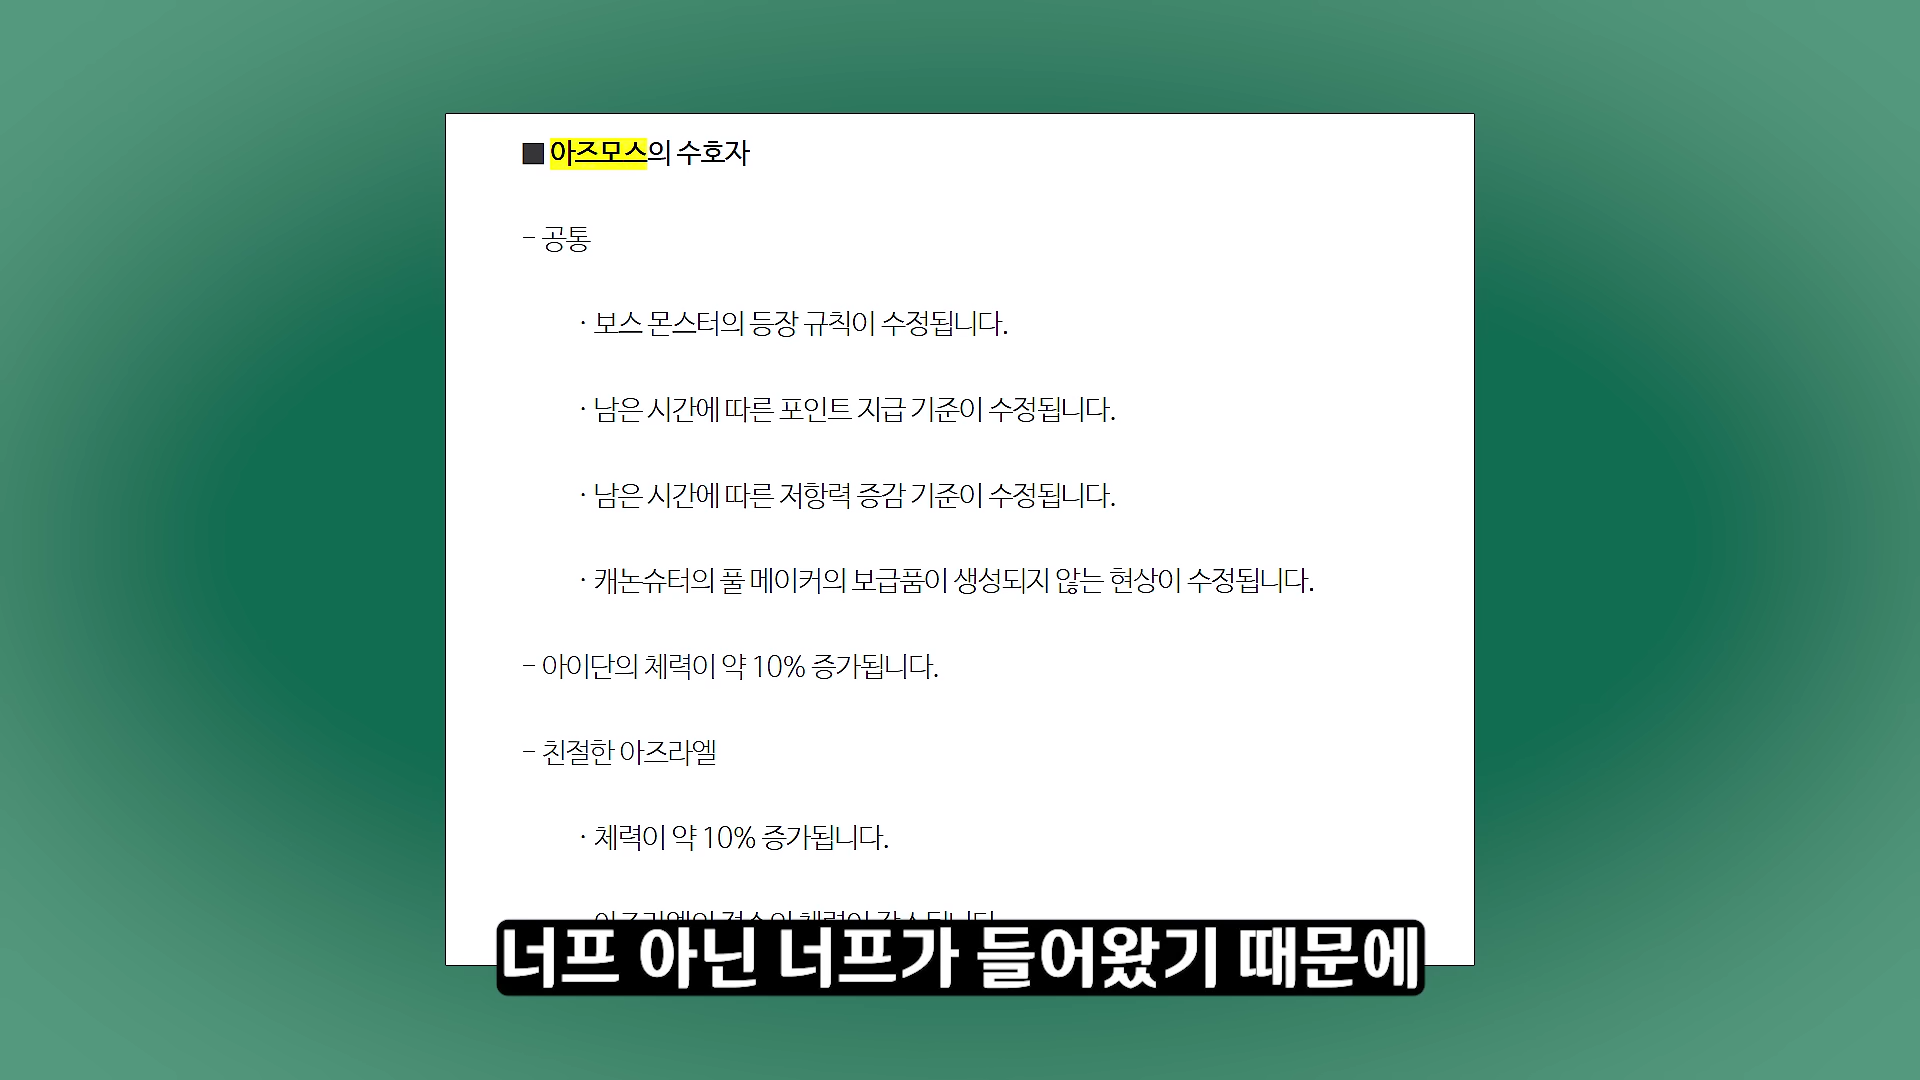 ■ 아즈모스의 수호자
- 공통
· 보스 몬스터의 등장 규칙이 수정됩니다.
· 남은 시간에 따른 포인트 지급 기준이 수정됩니다.
· 남은 시간에 따른 저항력 증감 기준이 수정됩니다.
· 캐논슈터의 풀 메이커의 보급품이 생성되지 않는 현상이 수정됩니다.
- 아이단의 체력이 약 10% 증가됩니다.
- 친절한 아즈라엘
· 체력이 약 10% 증가됩니다.
너프 아닌 너프가 들어왔기 때문에